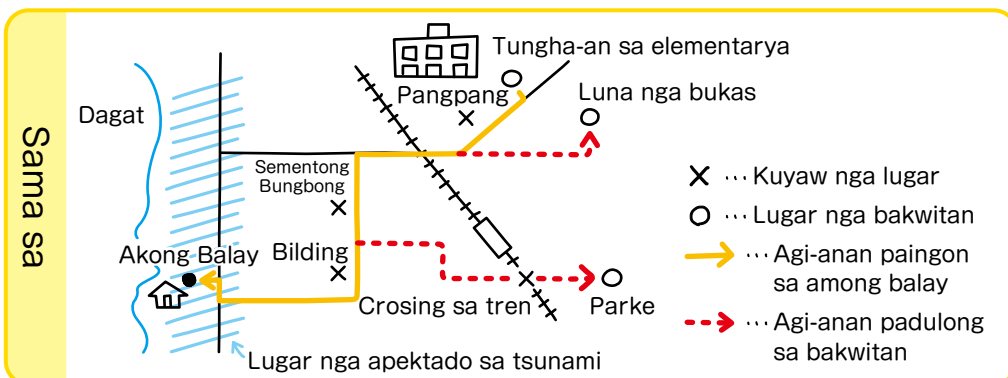 Sama sa
Tungha-an sa elementarya
Pangpang
Luna nga bukas
Dagat
Sementong
Bungbong
Akong Balay
Bilding
Crosing sa tren
Parke
Lugar nga apektado sa tsunami
× … Kuyaw nga lugar
○ … Lugar nga bakwitan
… Agi-anan paingon
sa among balay
… Agi-anan padulong
sa bakwitan